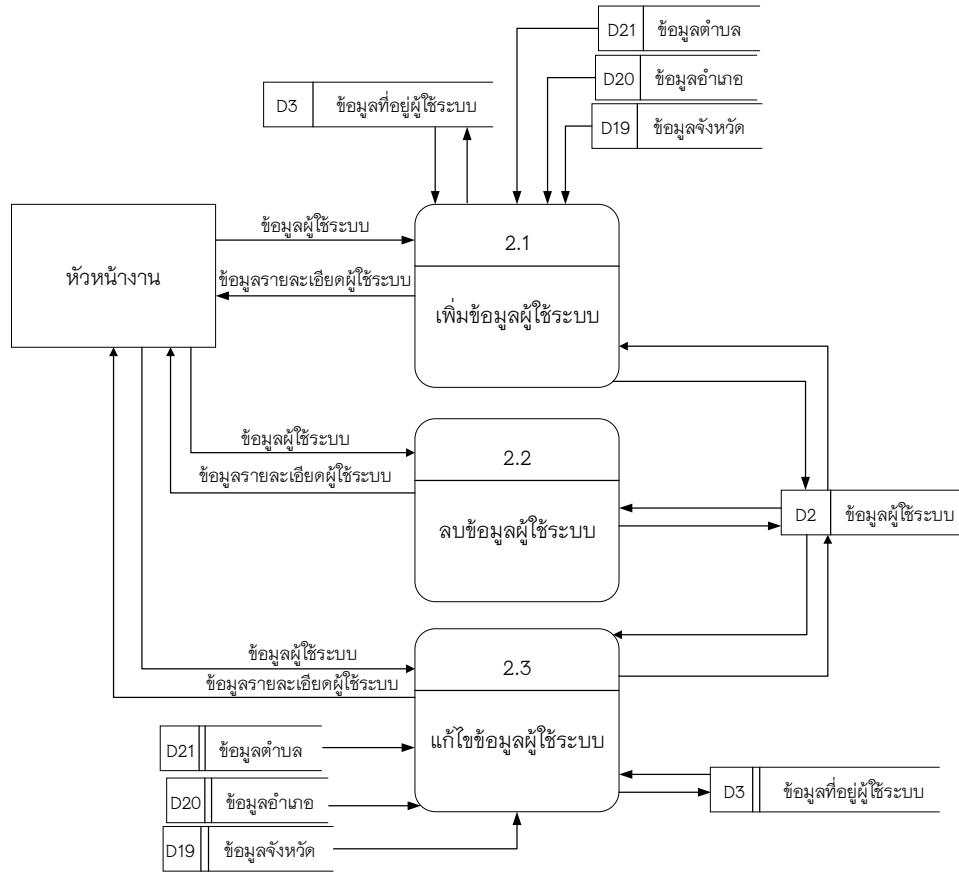 D21 ข้อมูลตำบล
D20 ข้อมูลอำเภอ
D3 ข้อมูลที่อยู่ผู้ใช้ระบบ
D19 ข้อมูลจังหวัด
หัวหน้างาน
ข้อมูลผู้ใช้ระบบ
2.1
ข้อมูลรายละเอียดผู้ใช้ระบบ
เพิ่มข้อมูลผู้ใช้ระบบ
ข้อมูลผู้ใช้ระบบ
2.2
ข้อมูลรายละเอียดผู้ใช้ระบบ
ลบข้อมูลผู้ใช้ระบบ
D2 ข้อมูลผู้ใช้ระบบ
ข้อมูลผู้ใช้ระบบ
2.3
ข้อมูลรายละเอียดผู้ใช้ระบบ
แก้ไขข้อมูลผู้ใช้ระบบ
D21 ข้อมูลตำบล
D20 ข้อมูลอำเภอ
D3 ข้อมูลที่อยู่ผู้ใช้ระบบ
D19 ข้อมูลจังหวัด